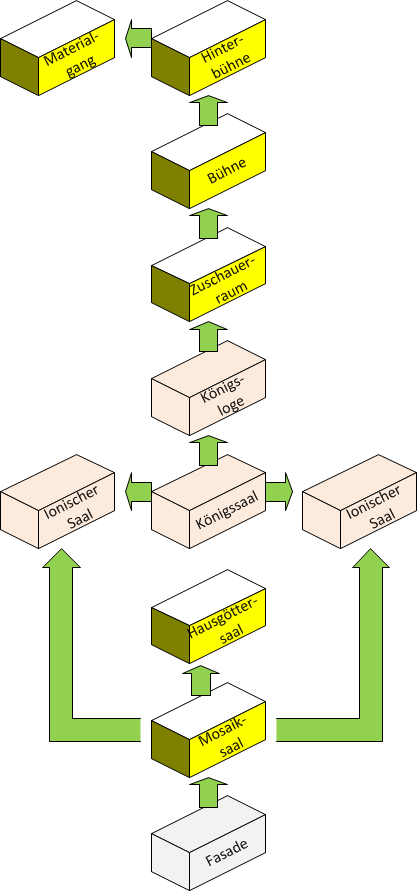 Material-
gang
Hinter-
bühne
Bühne
Zuschauer-
raum
Königs-
loge
Ionischer
Saal
Königssaal
Ionischer
Saal
Hausgötter-
saal
Mosaik-
saal
Fasade